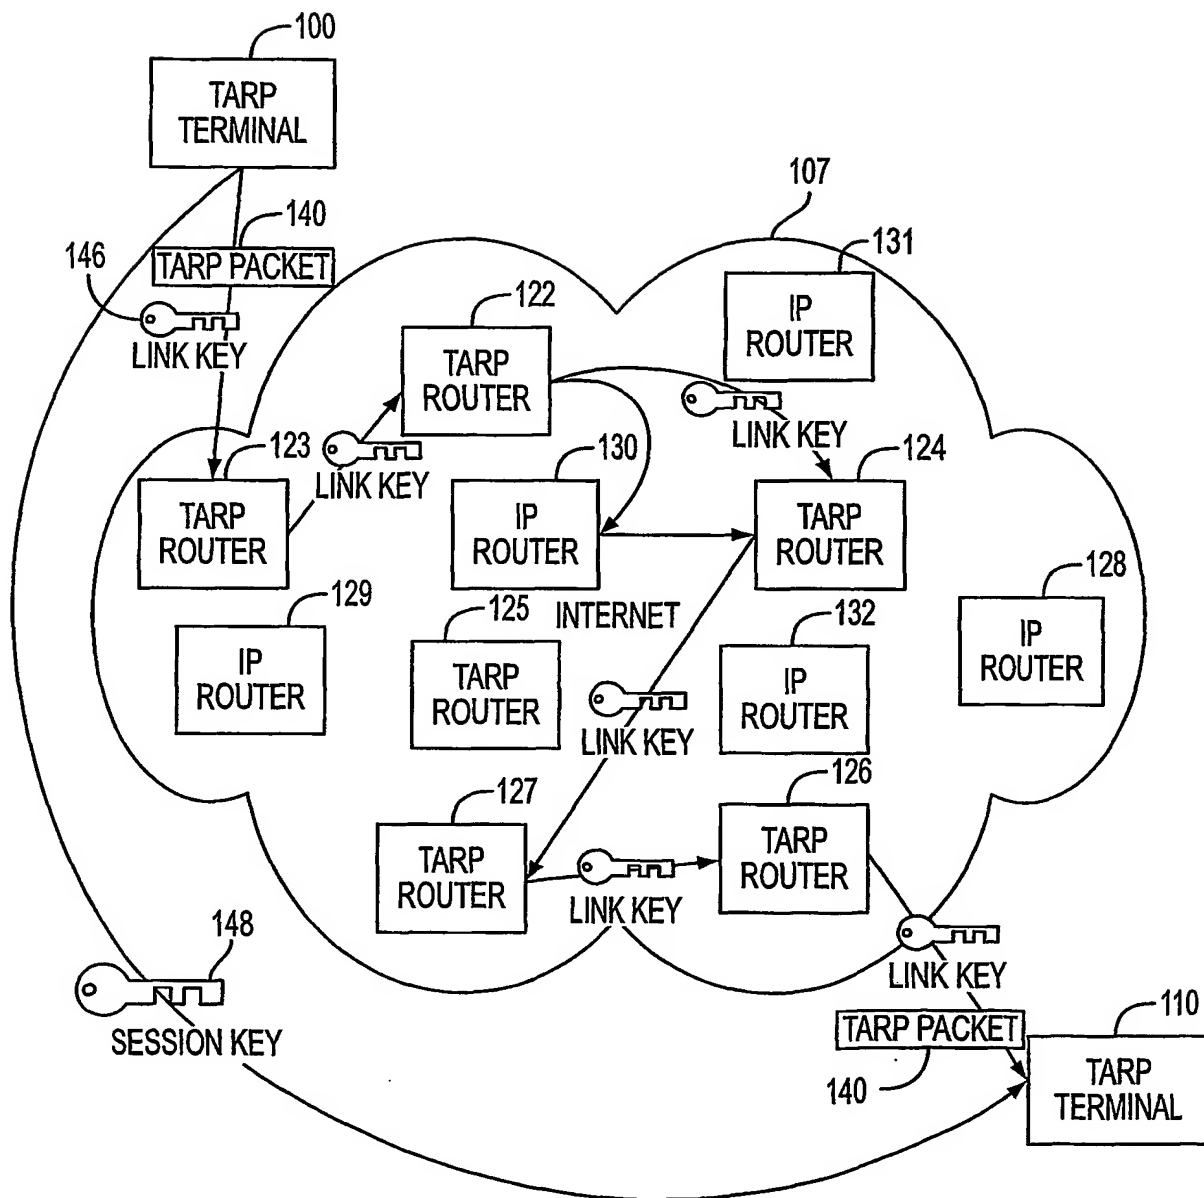 100
TARP
TERMINAL
107
140
131
146
TARP PACKET
122
IP
ROUTER
LINK KEY
TARP
ROUTER
LINK KEY
123
LINK KEY
130
124
TARP
ROUTER
IP
ROUTER
TARP
ROUTER
129
125
INTERNET
132
128
IP
ROUTER
TARP
ROUTER
IP
ROUTER
IP
ROUTER
LINK KEY
127
126
TARP
ROUTER
TARP
ROUTER
LINK KEY
148
LINK KEY
SESSION KEY
TARP PACKET
110
140
TARP
TERMINAL